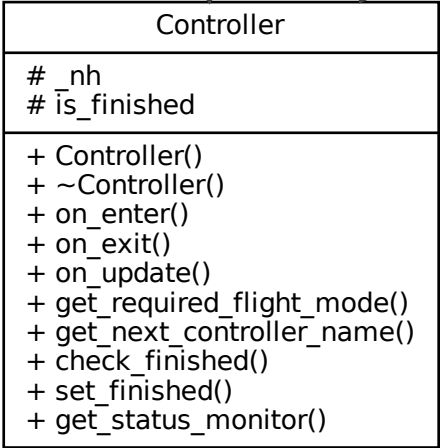 Controller
# _nh
# is_finished
+ Controller()
+ ~Controller()
+ on_enter()
+ on_exit()
+ on_update()
+ get_required_flight_mode()
+ get_next_controller_name()
+ check_finished()
+ set_finished()
+ get_status_monitor()